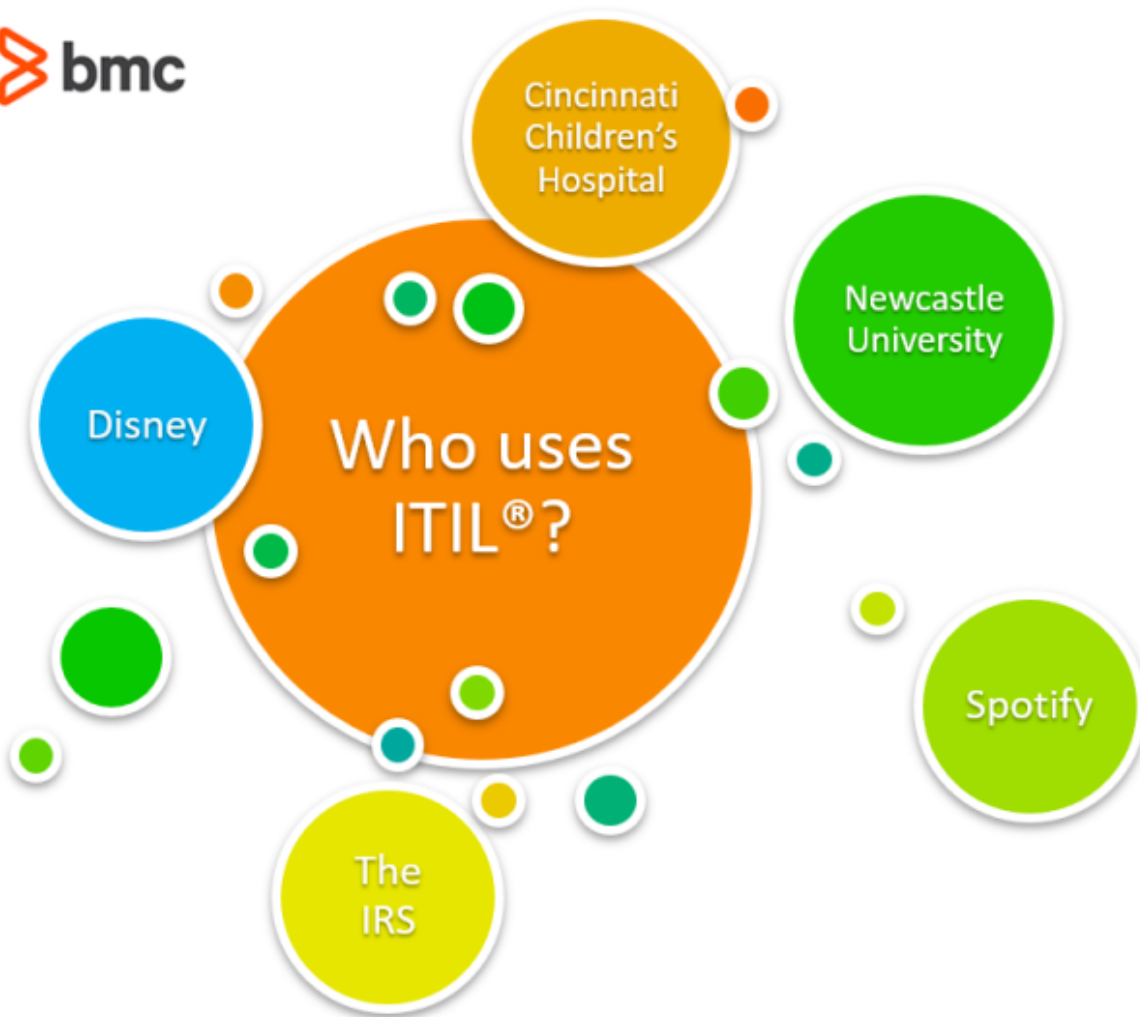 bmc
Cincinnati
Children’s
Hospital
Newcastle
University
Disney
Who uses
ITIL®?
Spotify
The
IRS